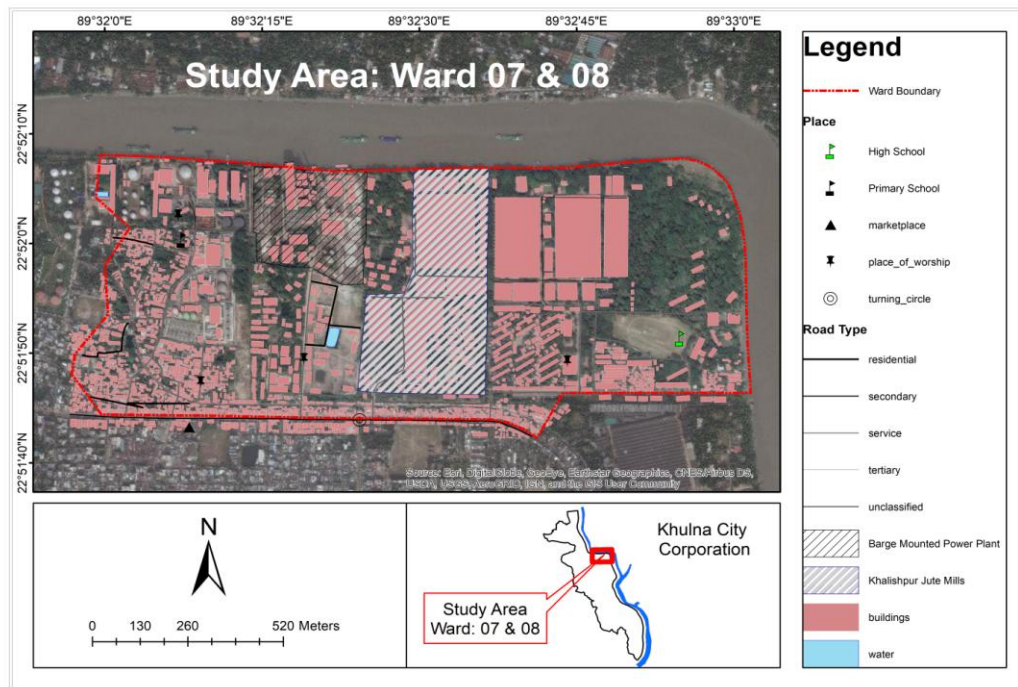 89°32'0"E 89°32'15"E 89°32'30"E 89°32'45"E 89°33'0"E
Study Area: Ward 07 & 08
22°52'10"N
22°52'0"N
22°51'50"N
22°51'40"N
Source: Esri, DigitalGlobe, GeoEye, Earthstar Geographics, CNES/Airbus DS,
USDA, USGS, AeroGRID, IGN, and the GIS User Community
Legend
Ward Boundary
Place
High School
Primary School
marketplace
place_of_worship
turning_circle
Road Type
residential
secondary
service
tertiary
unclassified
Barge Mounted Power Plant
Khalishpur Jute Mills
buildings
water
N
0 130 260 520 Meters
Khulna City
Corporation
Study Area
Ward: 07 & 08